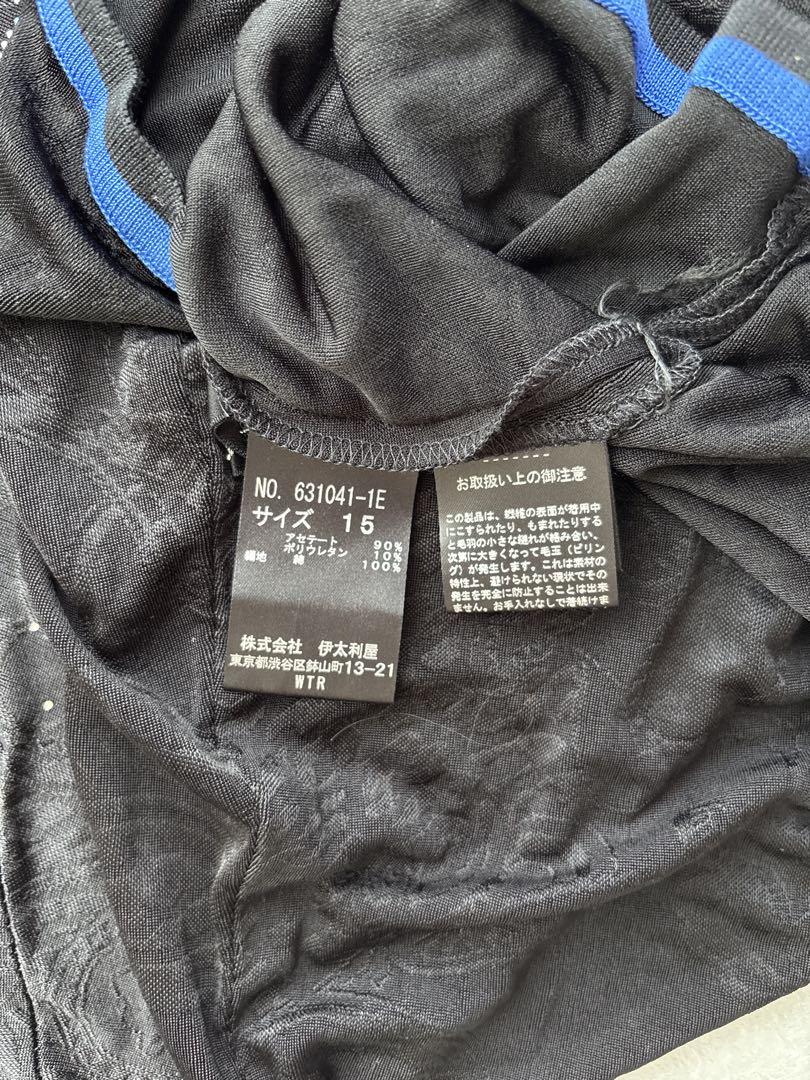 NO. 631041-1E
サイズ 15
アセテート 90%
ポリウレタン 10%
綿 100%
株式会社 伊太利屋
東京都渋谷区鉢山町13-21
WTR
お取扱い上の御注意
この製品は、繊維の表面が着用中
にこすられたり、もまれたりする
と毛羽の小さな縺れが絡み合い、
次第に大きくなって毛玉(ピリン
グ)が発生します。これは素材の
特性上、避けられない現状でその
発生を完全に防止することは出来
ません。お手入れなしで着続けま